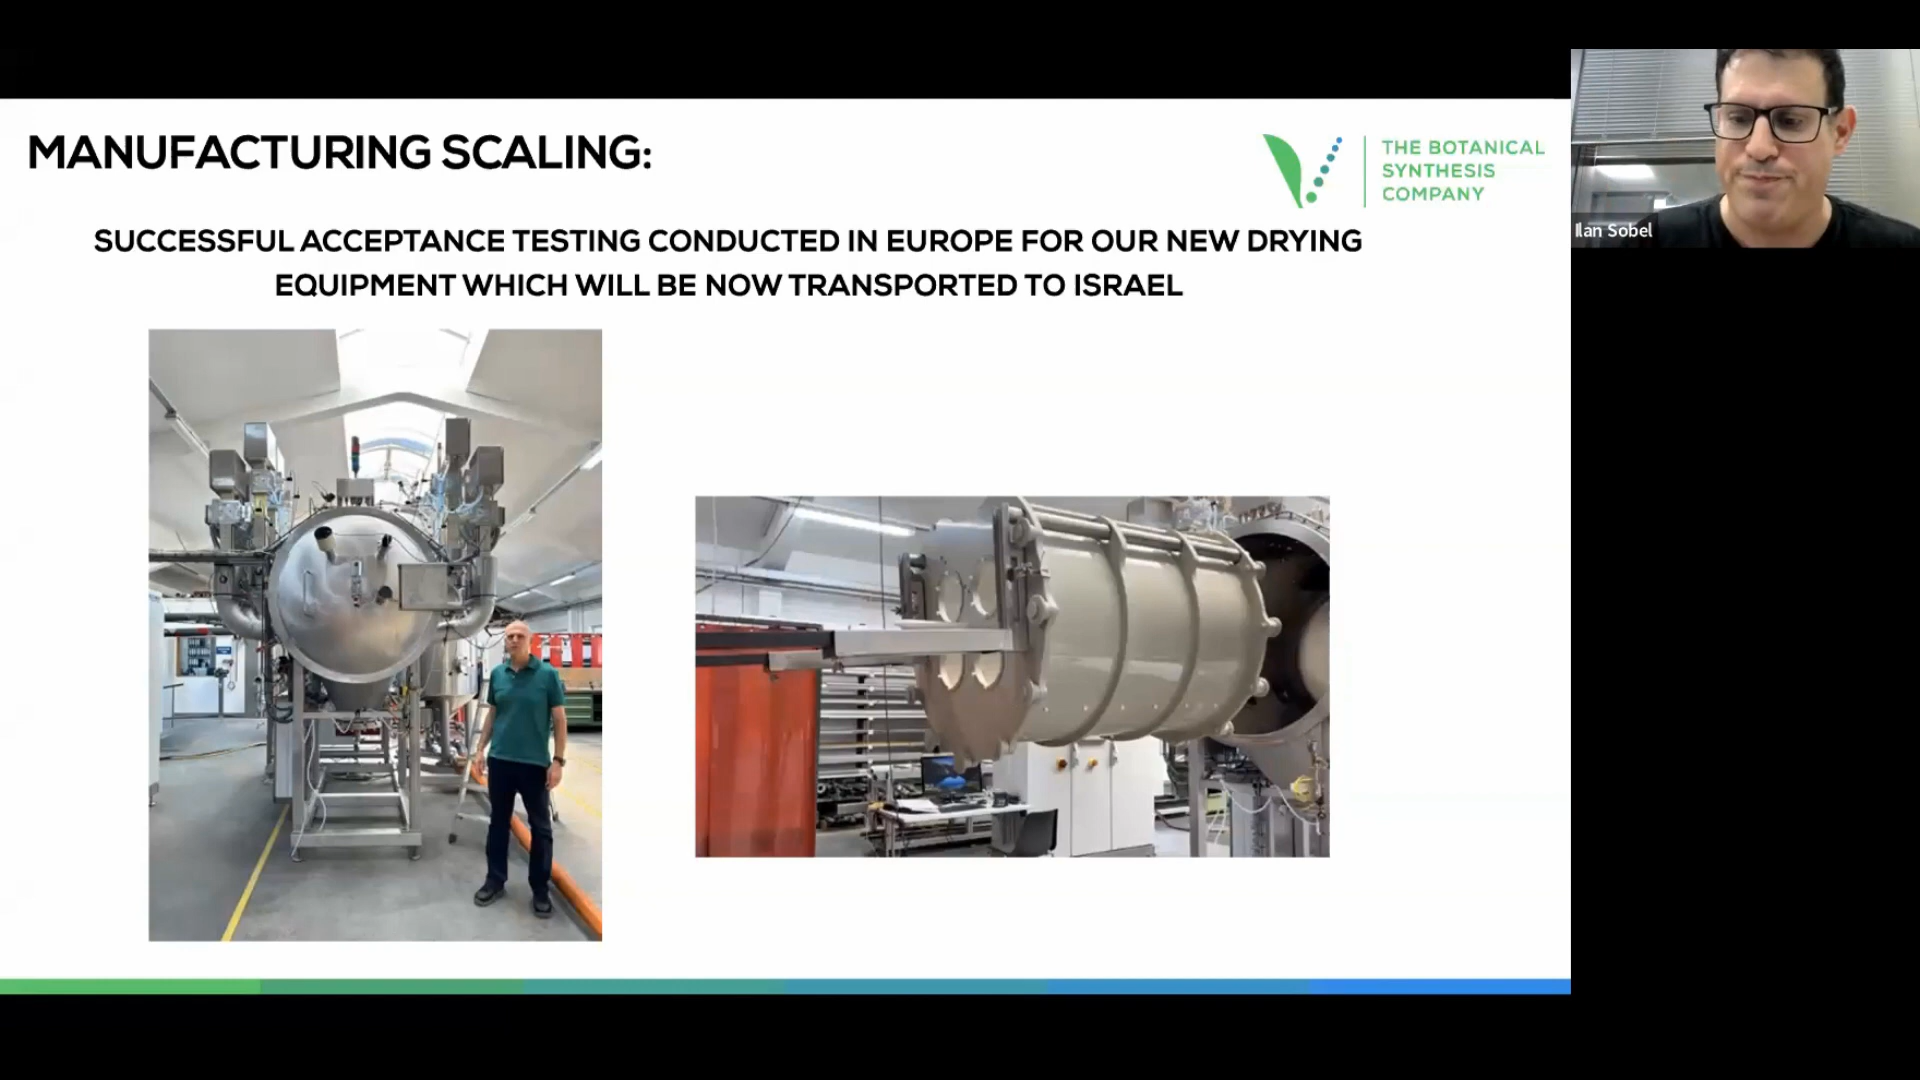 MANUFACTURING SCALING:
THE BOTANICAL
SYNTHESIS
COMPANY
SUCCESSFUL ACCEPTANCE TESTING CONDUCTED IN EUROPE FOR OUR NEW DRYING
EQUIPMENT WHICH WILL BE NOW TRANSPORTED TO ISRAEL
Ilan Sobel